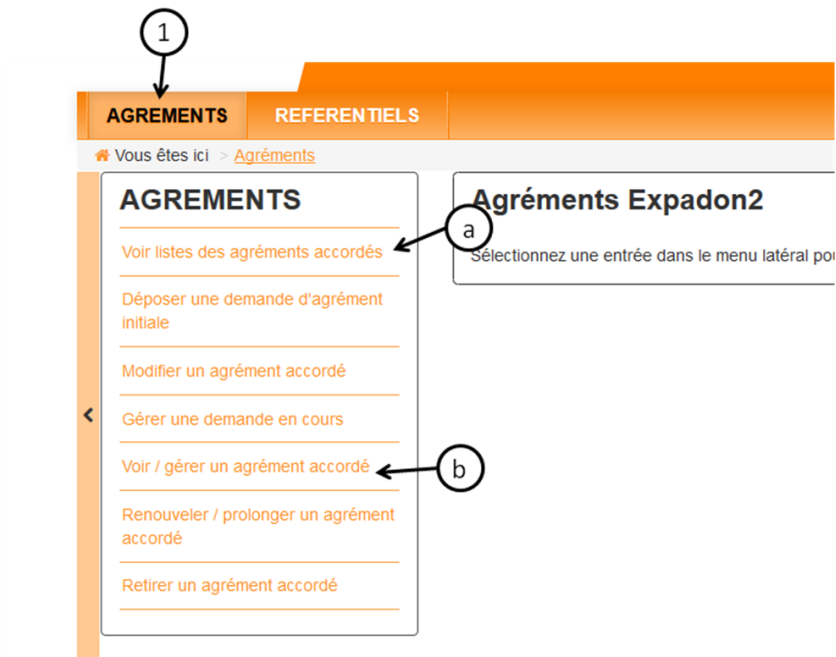 1
AGREMENTS REFERENTIELS
Vous êtes ici > Agréments
AGREMENTS
Voir listes des agréments accordés
Déposer une demande d'agrément
initiale
Modifier un agrément accordé
Gérer une demande en cours
Voir / gérer un agrément accordé
Renouveler / prolonger un agrément
accordé
Retirer un agrément accordé
Agréments Expadon2
a
Sélectionnez une entrée dans le menu latéral pou
b